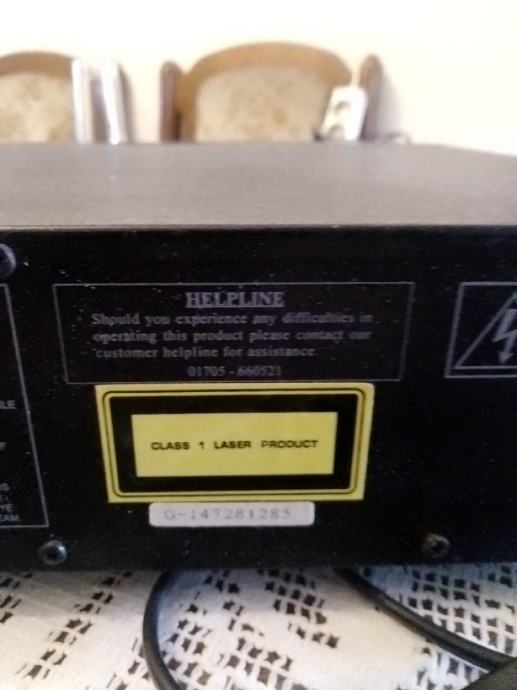 HELPLINE
Should you experience any difficulties in
operating this product please contact our
customer helpline for assistance
01705 - 660521
CLASS 1 LASER PRODUCT
G-147281285